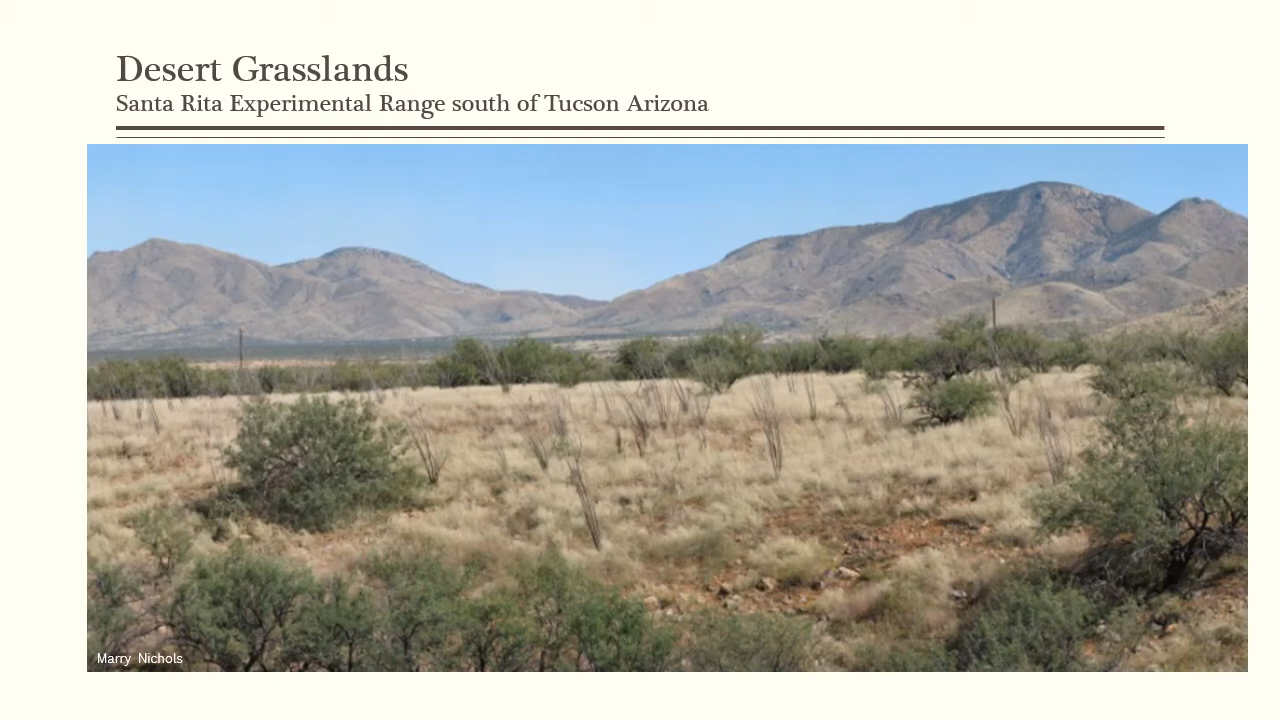 Desert Grasslands
Santa Rita Experimental Range south of Tucson Arizona
Marry Nichols